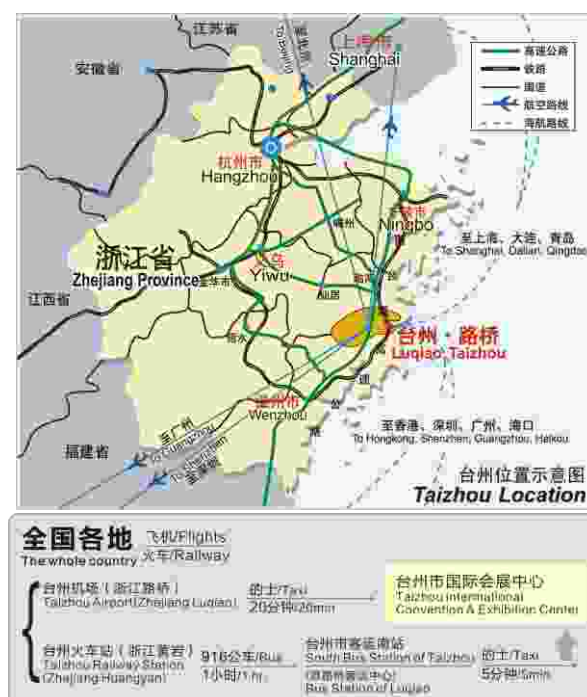 江苏省
至北京
To Beijing
上海市
Shanghai
安徽省
高速公路
铁路
国道
航空路线
海航路线
杭州市
Hangzhou
Ningbo
至上海、大连、青岛
To Shanghai, Dalian, Qingdao
浙江省
Zhejiang Province
Yiwu
金华市
仙居
江西省
台州·路桥
Luqiao, Taizhou
丽水
温州市
Wenzhou
至广州
To Guangzhou
To Shenzhen
福建省
至香港、深圳、广州、海口
To Hongkong, Shenzhen, Guangzhou, Haikou
台州位置示意图
Taizhou Location
全国各地 飞机/Flights
The whole country 火车/Railway
台州机场(浙江路桥) 的士/Taxi
Taizhou Airport(Zhejiang Luqiao) 20分钟/20min
台州市国际会展中心
Taizhou International
Convention & Exhibition Center
台州火车站(浙江黄岩) 916公车/Bus
Taizhou Railway Station 1小时/1 hr
(Zhejiang Huangyan)
台州市客运南站 的士/Taxi
South Bus Station of Taizhou 5分钟/5min
Bus Station of Luqiao